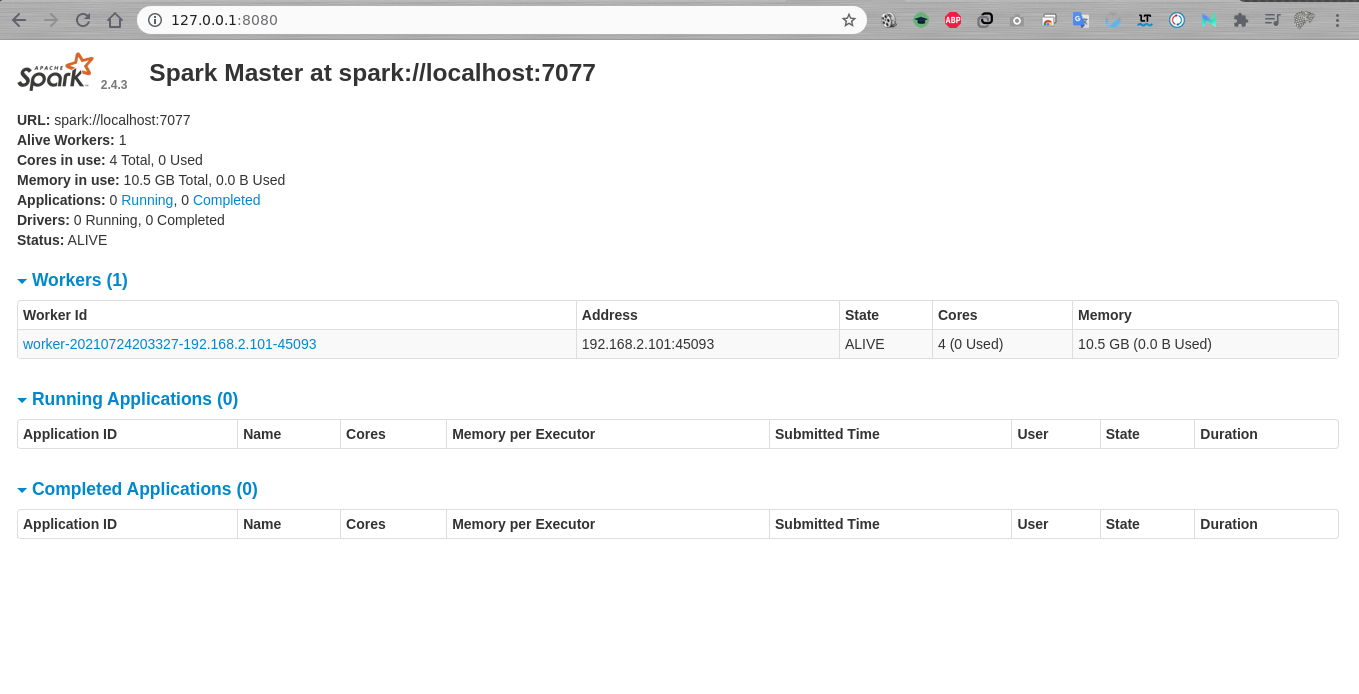 127.0.0.1:8080
ABP
LT
APACHE
Spark 2.4.3 Spark Master at spark://localhost:7077
URL: spark://localhost:7077
Alive Workers: 1
Cores in use: 4 Total, 0 Used
Memory in use: 10.5 GB Total, 0.0 B Used
Applications: 0 Running, 0 Completed
Drivers: 0 Running, 0 Completed
Status: ALIVE
Workers (1)
Worker Id Address State Cores Memory
worker-20210724203327-192.168.2.101-45093 192.168.2.101:45093 ALIVE 4 (0 Used) 10.5 GB (0.0 B Used)
Running Applications (0)
Application ID Name Cores Memory per Executor Submitted Time User State Duration
Completed Applications (0)
Application ID Name Cores Memory per Executor Submitted Time User State Duration